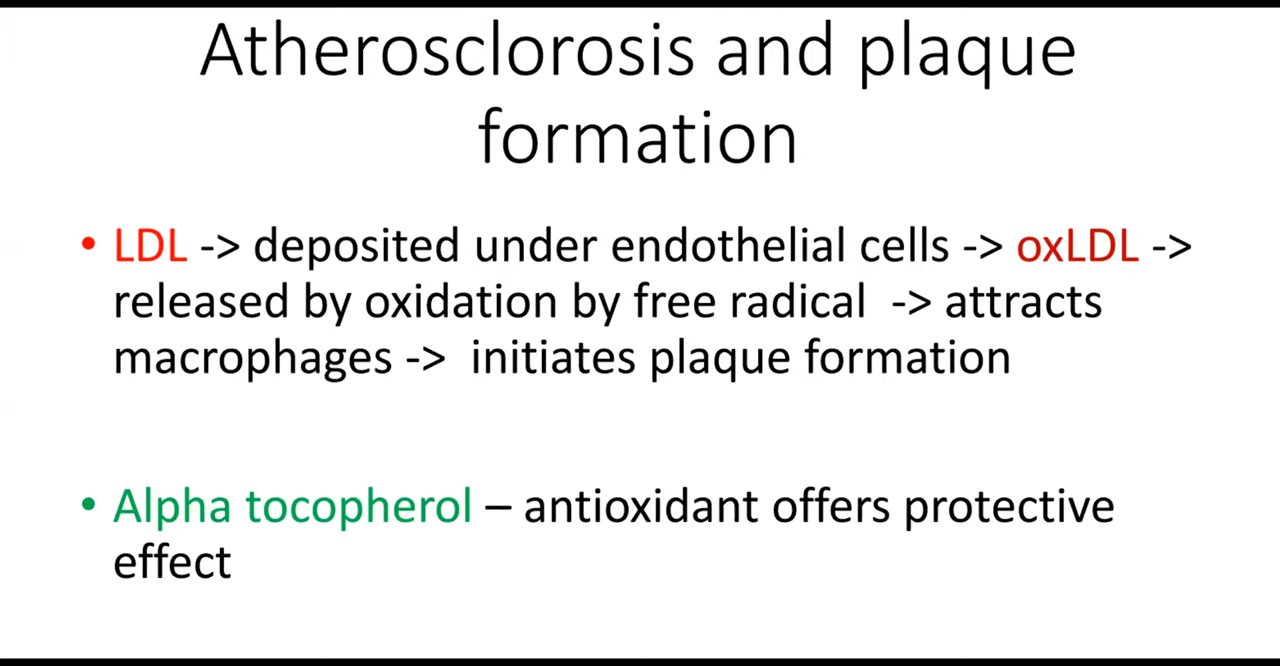 Atherosclorosis and plaque
formation
• LDL -> deposited under endothelial cells -> oxLDL ->
released by oxidation by free radical -> attracts
macrophages -> initiates plaque formation
• Alpha tocopherol – antioxidant offers protective
effect